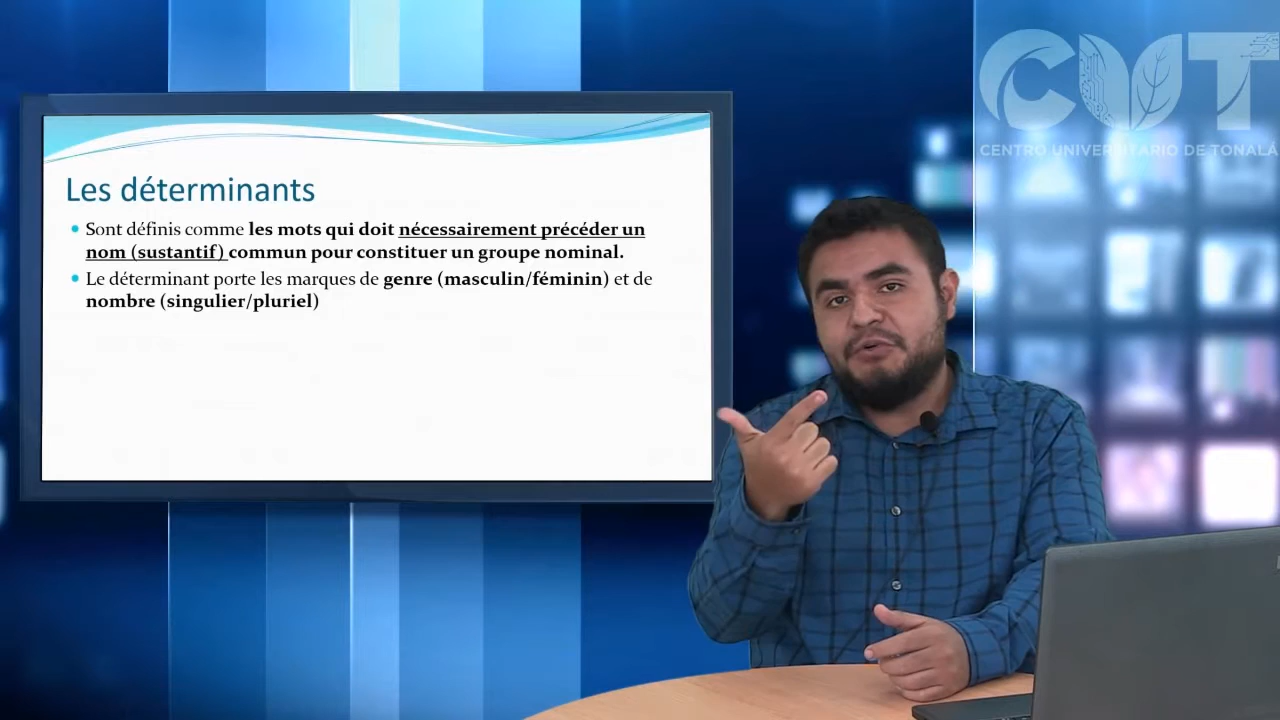 CUT
CENTRO UNIVERSITARIO DE TONALÁ
Les déterminants
Sont définis comme les mots qui doit nécessairement précéder un
nom (sustantif) commun pour constituer un groupe nominal.
Le déterminant porte les marques de genre (masculin/féminin) et de
nombre (singulier/pluriel)